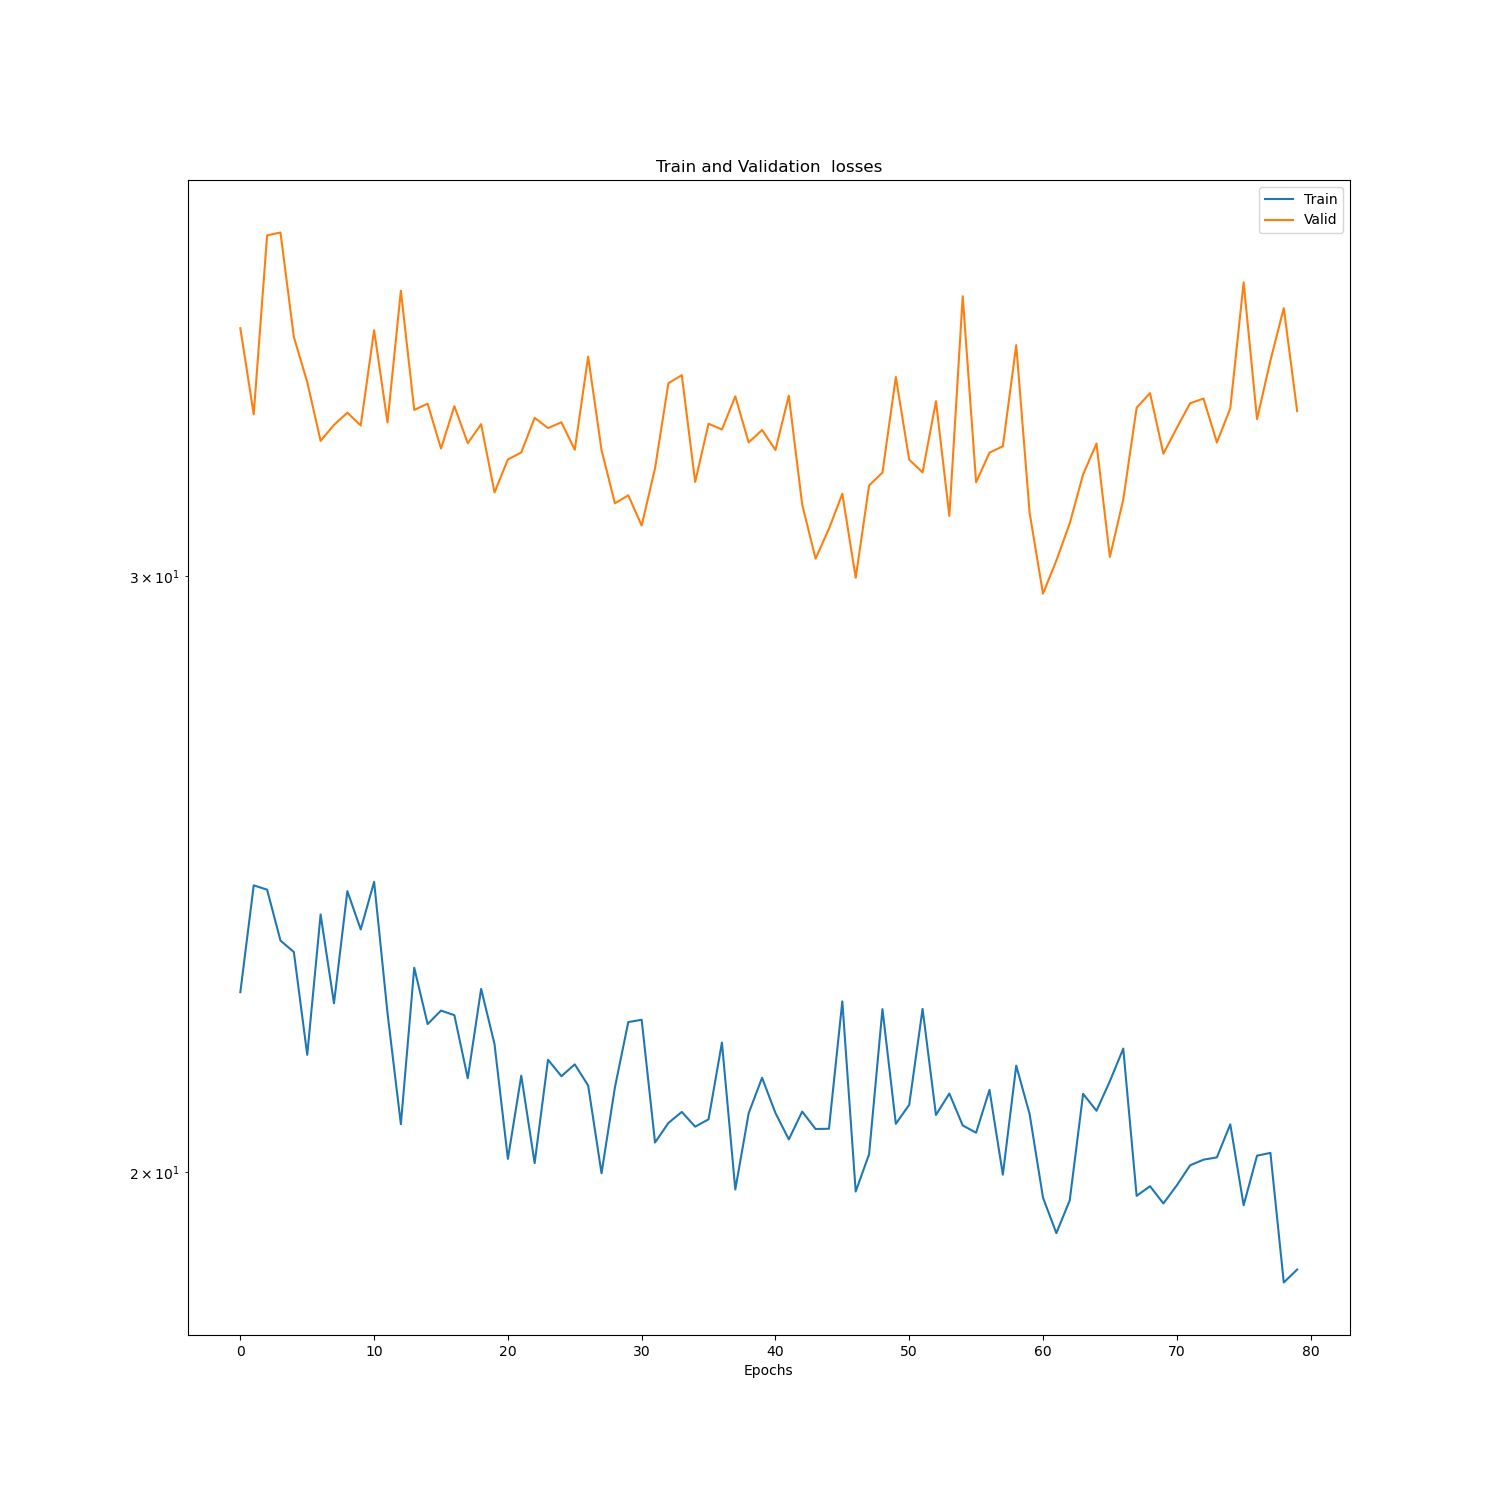 Train and Validation  losses
Train
Valid
3 × 10¹
2 × 10¹
0 10 20 30 40 50 60 70 80
Epochs